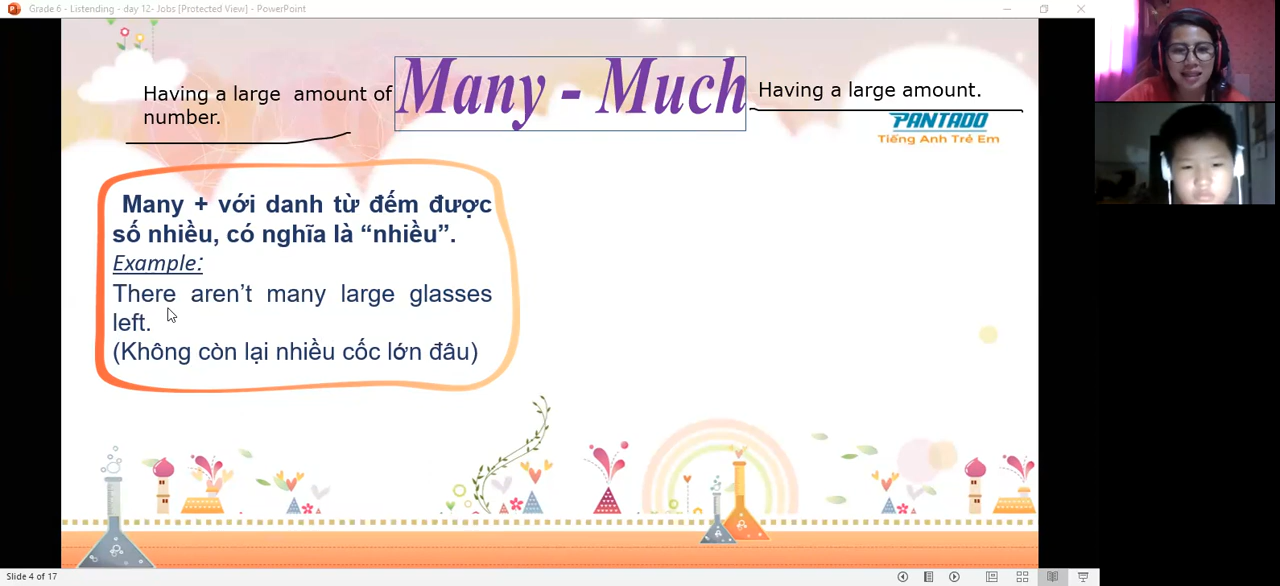 Grade 6 - Listending - day 12- Jobs [Protected View] - PowerPoint
Having a large amount of
number.
Many - Much
Having a large amount.
PANTADO
Tiếng Anh Trẻ Em
Many + với danh từ đếm được
số nhiều, có nghĩa là “nhiều”.
Example:
There aren’t many large glasses
left.
(Không còn lại nhiều cốc lớn đâu)
Slide 4 of 17